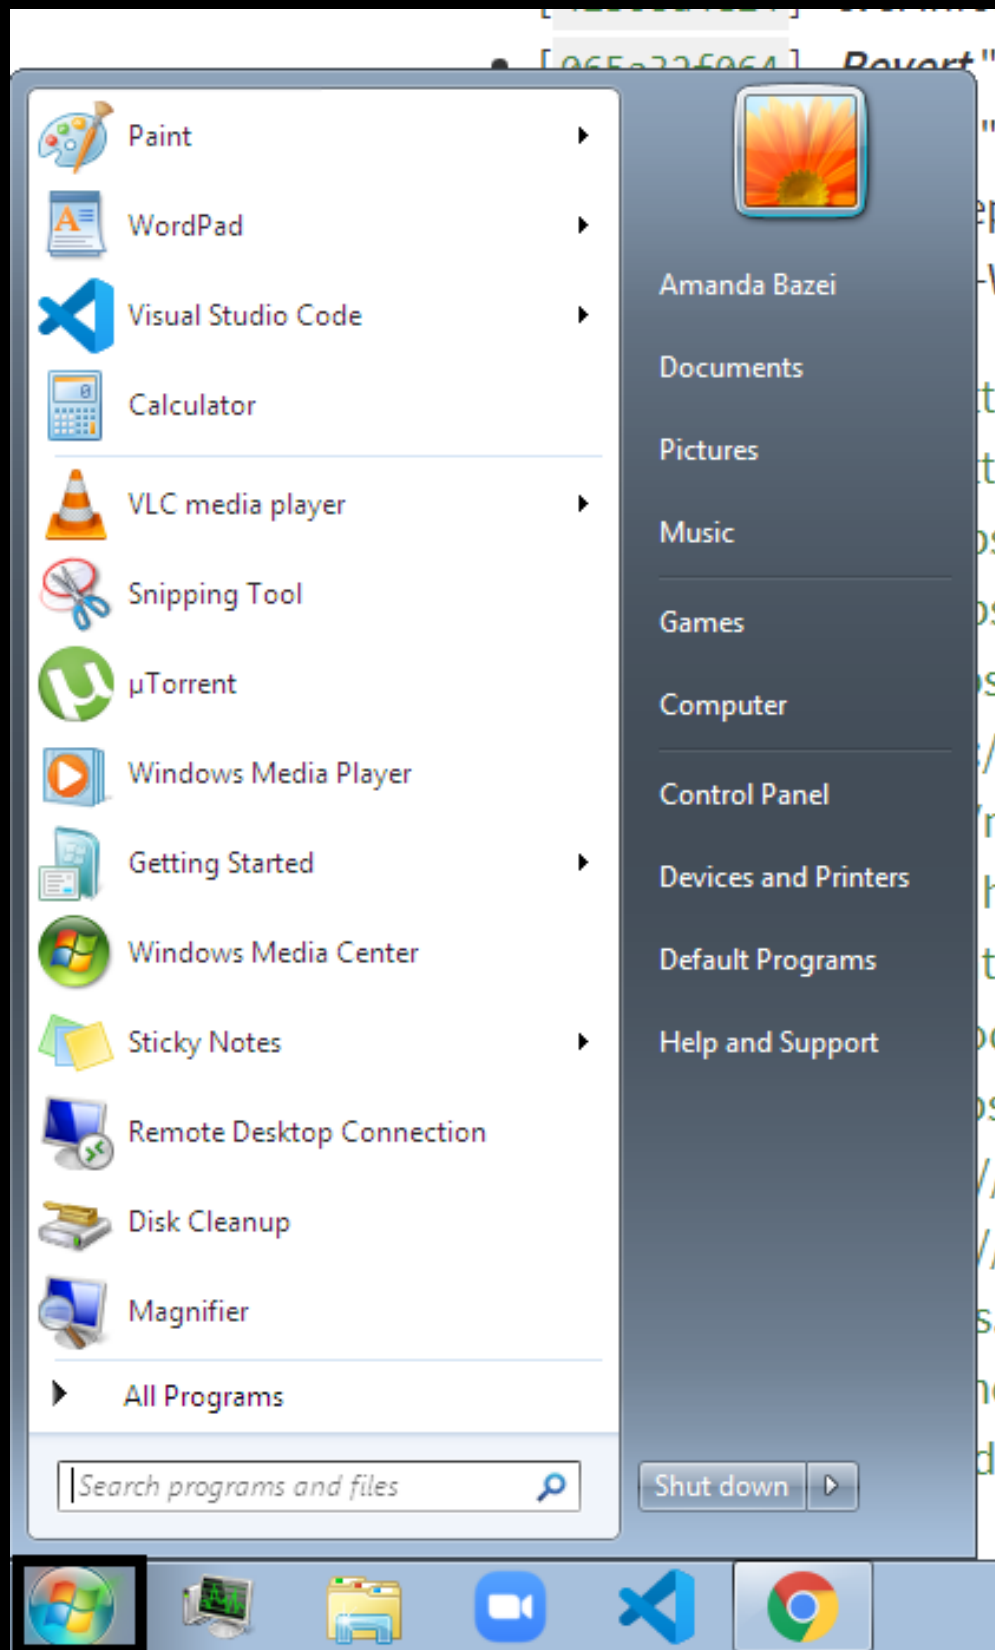 Revert"
Paint
WordPad
Visual Studio Code
Calculator
VLC media player
Snipping Tool
µTorrent
Windows Media Player
Getting Started
Windows Media Center
Sticky Notes
Remote Desktop Connection
Disk Cleanup
Magnifier
All Programs
Search programs and files
Amanda Bazei
Documents
Pictures
Music
Games
Computer
Control Panel
Devices and Printers
Default Programs
Help and Support
Shut down